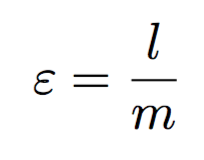 ε = l/m